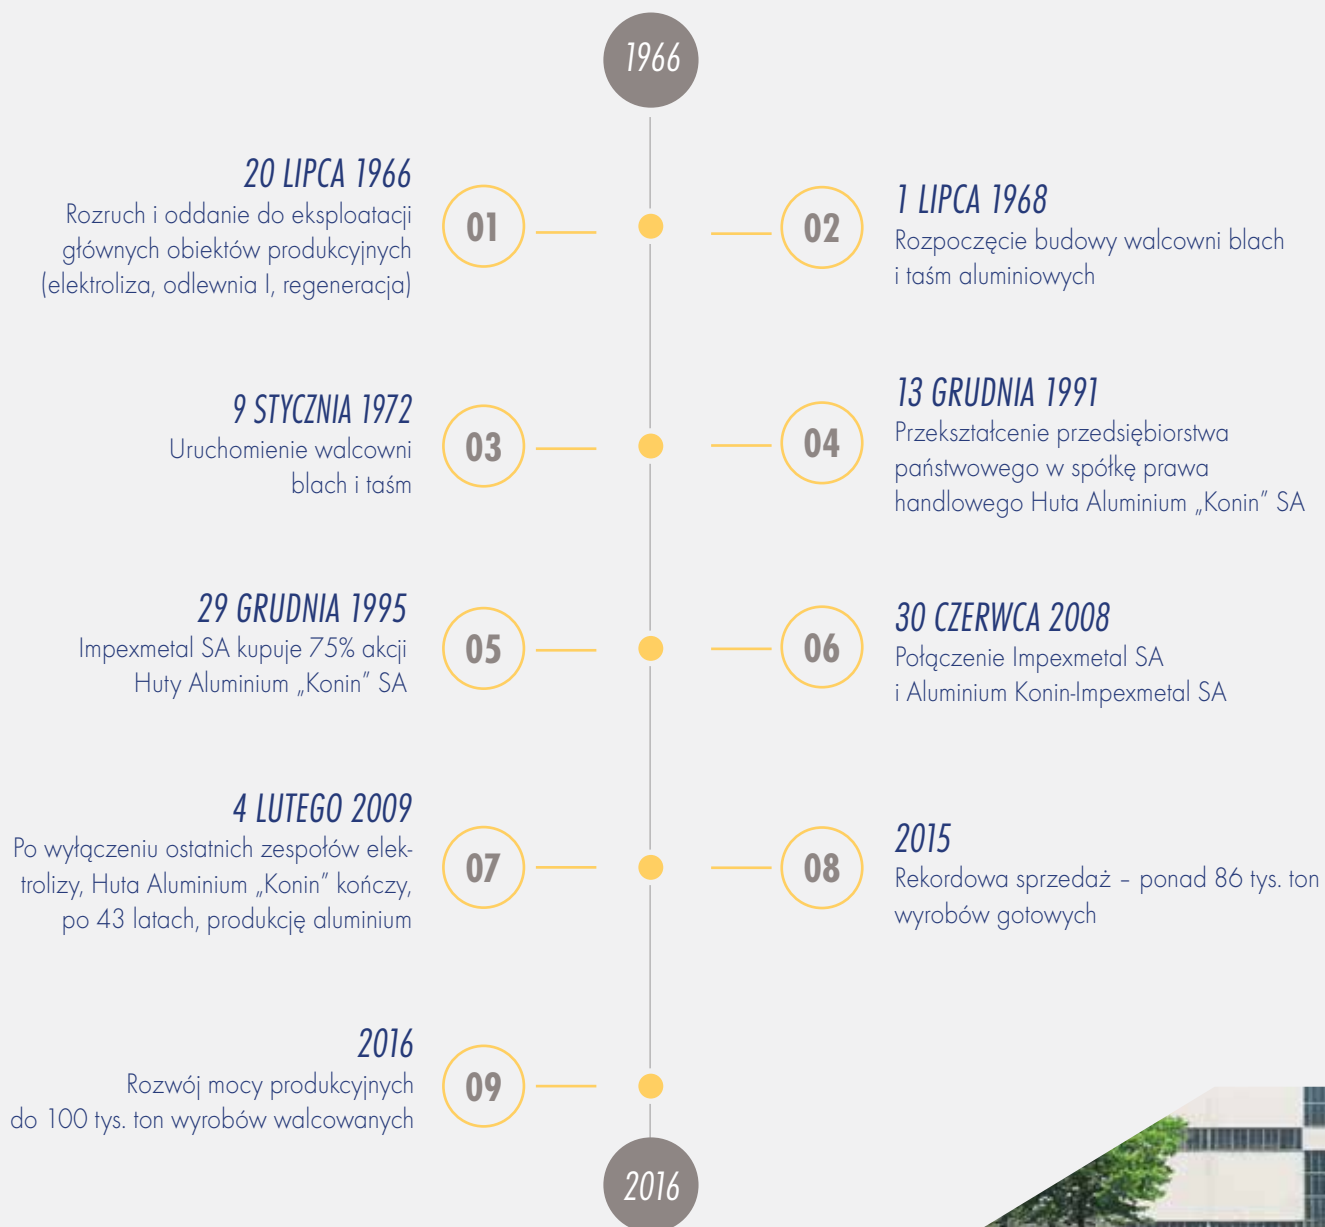 1966
20 LIPCA 1966
Rozruch i oddanie do eksploatacji
głównych obiektów produkcyjnych
(elektroliza, odlewnia I, regeneracja)
01
02
1 LIPCA 1968
Rozpoczęcie budowy walcowni blach
i taśm aluminiowych
9 STYCZNIA 1972
Uruchomienie walcowni
blach i taśm
03
04
13 GRUDNIA 1991
Przekształcenie przedsiębiorstwa
państwowego w spółkę prawa
handlowego Huta Aluminium „Konin” SA
29 GRUDNIA 1995
Impexmetal SA kupuje 75% akcji
Huty Aluminium „Konin” SA
05
06
30 CZERWCA 2008
Połączenie Impexmetal SA
i Aluminium Konin-Impexmetal SA
4 LUTEGO 2009
Po wyłączeniu ostatnich zespołów elek-
trolizy, Huta Aluminium „Konin” kończy,
po 43 latach, produkcję aluminium
07
08
2015
Rekordowa sprzedaż – ponad 86 tys. ton
wyrobów gotowych
2016
Rozwój mocy produkcyjnych
do 100 tys. ton wyrobów walcowanych
09
2016